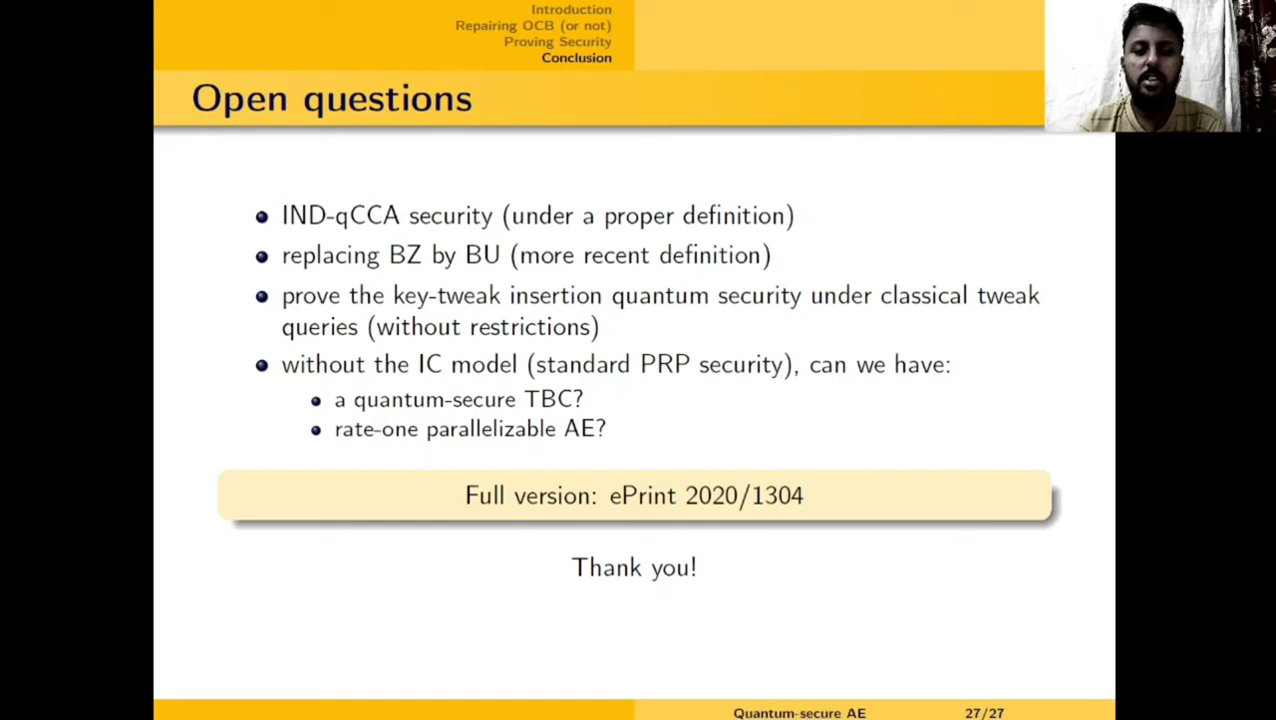 Introduction
Repairing OCB (or not)
Proving Security
Conclusion
Open questions
IND-qCCA security (under a proper definition)
replacing BZ by BU (more recent definition)
prove the key-tweak insertion quantum security under classical tweak
queries (without restrictions)
without the IC model (standard PRP security), can we have:
a quantum-secure TBC?
rate-one parallelizable AE?
Full version: ePrint 2020/1304
Thank you!
Quantum-secure AE 27/27